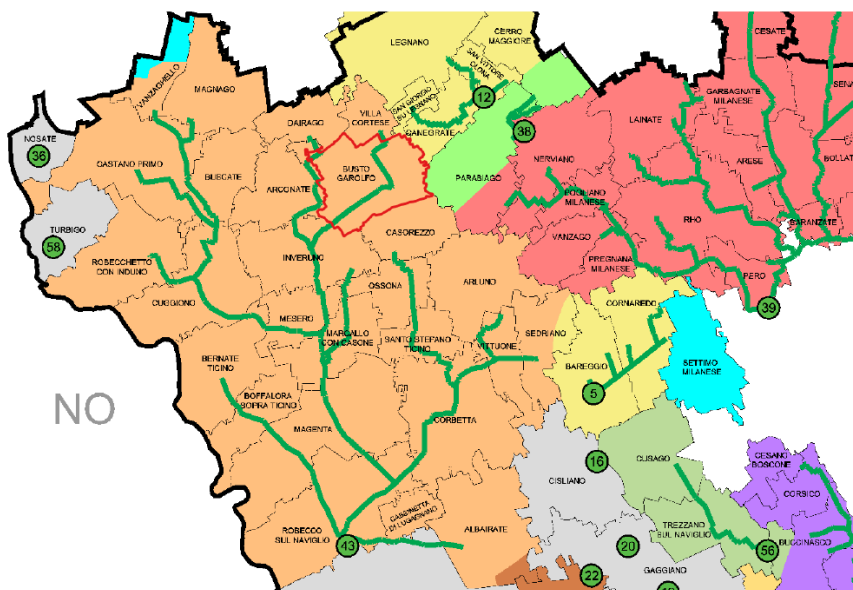 CESATE
LEGNANO
CERRO
MAGGIORE
SAN VITTORE
OLONA
VANZAGHELLO
MAGNAGO
GARBAGNATE
MILANESE
SENA
SAN GIORGIO
SU LEGNANO
12
DAIRAGO
VILLA
CORTESE
LAINATE
CANEGRATE
38
NOSATE
36
NERVIANO
ARESE
BOLLAT
CASTANO PRIMO
BUSCATE
BUSTO
GAROLFO
PARABIAGO
ARCONATE
POGLIANO
MILANESE
RHO
BARANZATE
TURBIGO
58
CASOREZZO
VANZAGO
INVERUNO
PREGNANA
MILANESE
PERO
ROBECCHETTO
CON INDUNO
OSSONA
ARLUNO
CORNAREDO
CUGGIONO
39
MESERO
MARCALLO
CON CASONE
SEDRIANO
SANTO STEFANO
TICINO
VITTUONE
BERNATE
TICINO
BAREGGIO
SETTIMO
MILANESE
5
BOFFALORA
SOPRA TICINO
NO
CORBETTA
MAGENTA
CUSAGO
CESANO
BOSCONE
16
CISLIANO
CORSICO
CASSINETTA
DI LUGAGNANO
ROBECCO
SUL NAVIGLIO
ALBAIRATE
TREZZANO
SUL NAVIGLIO
43
20
56
BUCCINASCO
GAGGIANO
22